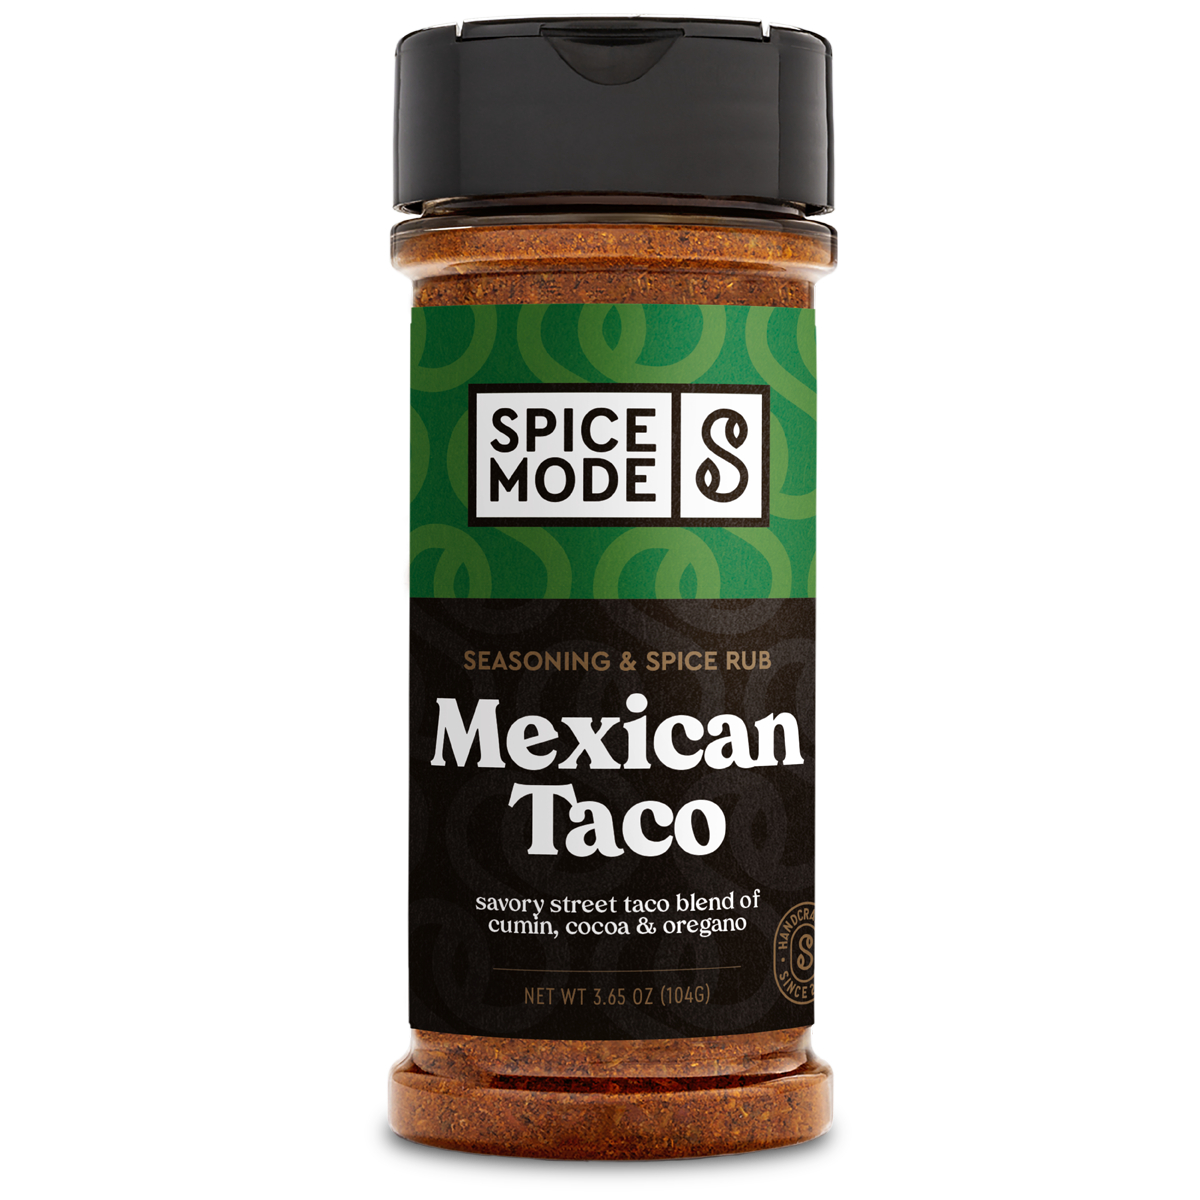 SPICE
MODE
S
SEASONING & SPICE RUB
Mexican
Taco
savory street taco blend of
cumin, cocoa & oregano
NET WT 3.65 OZ (104G)
S
SINCE